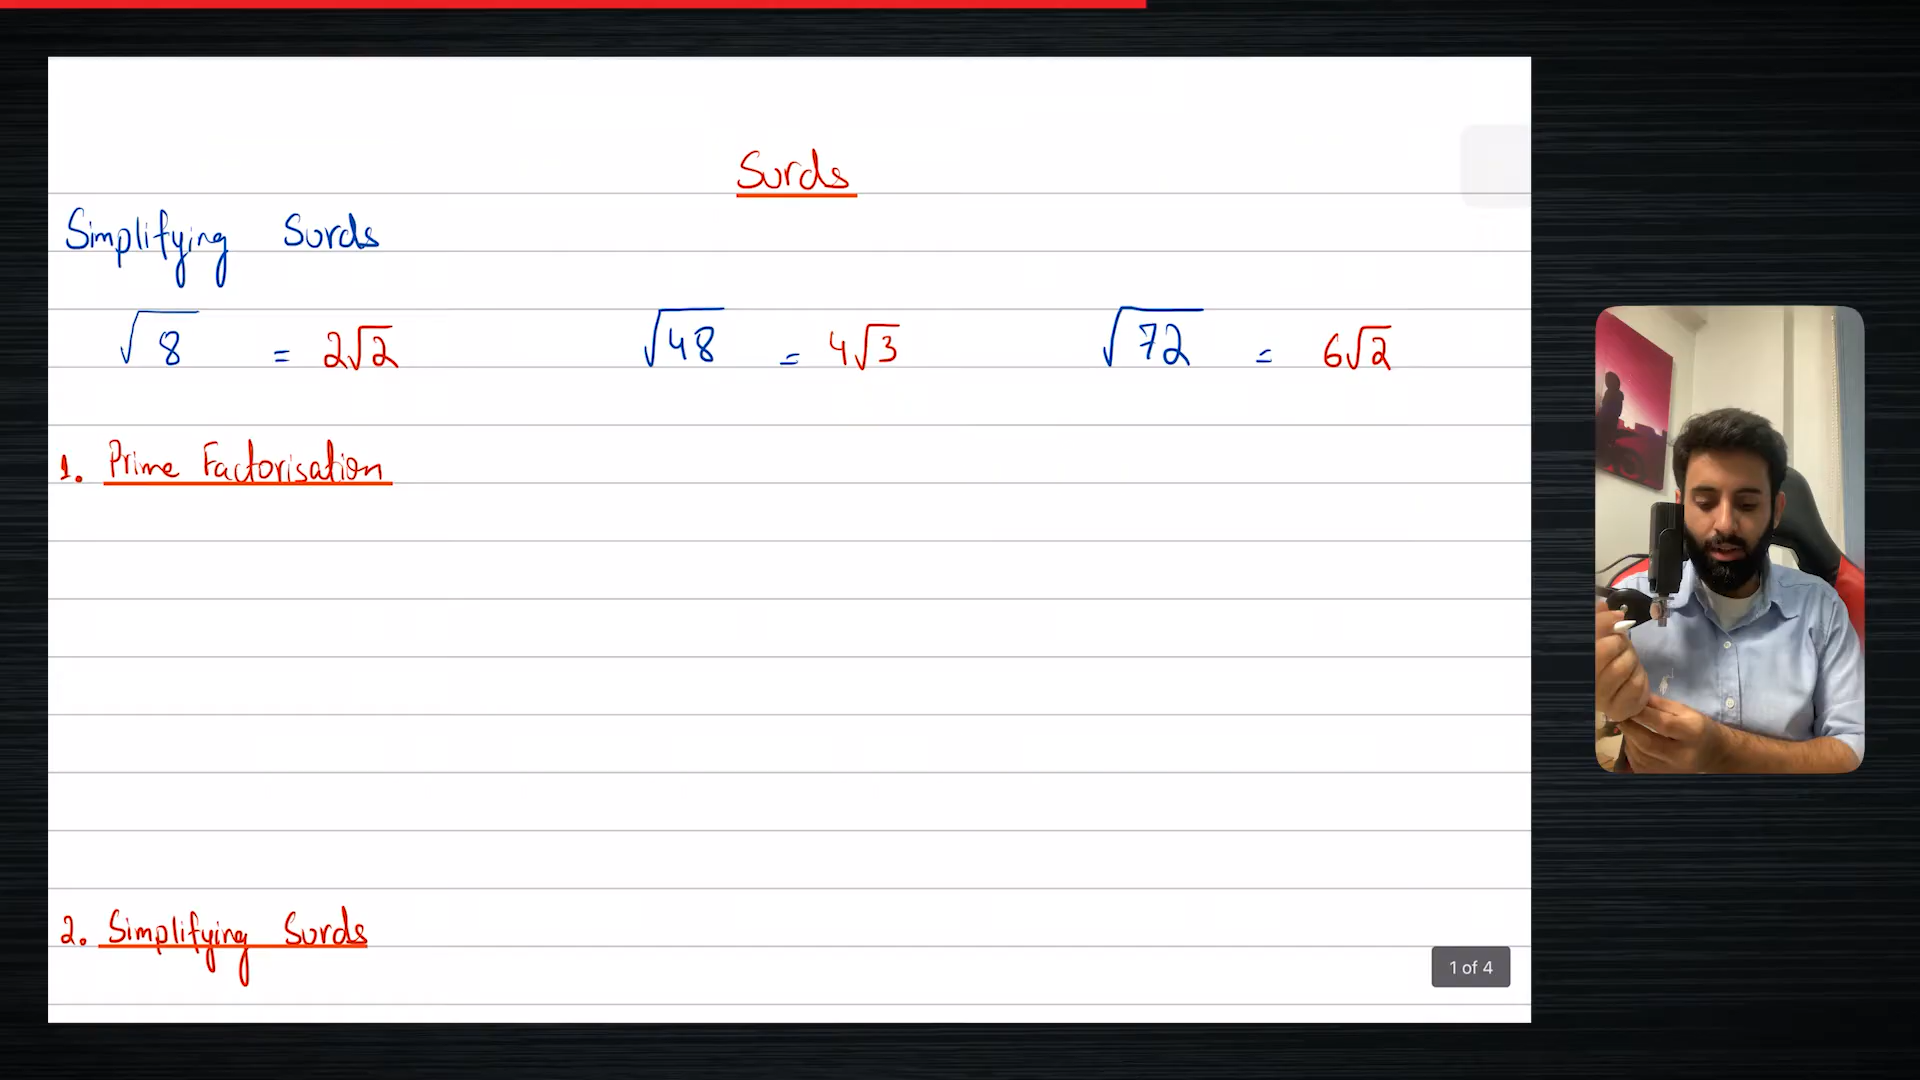 Surds
Simplifying Surds
√8 = 2√2 √48 = 4√3 √72 = 6√2
1. Prime Factorisation
2. Simplifying Surds
1 of 4